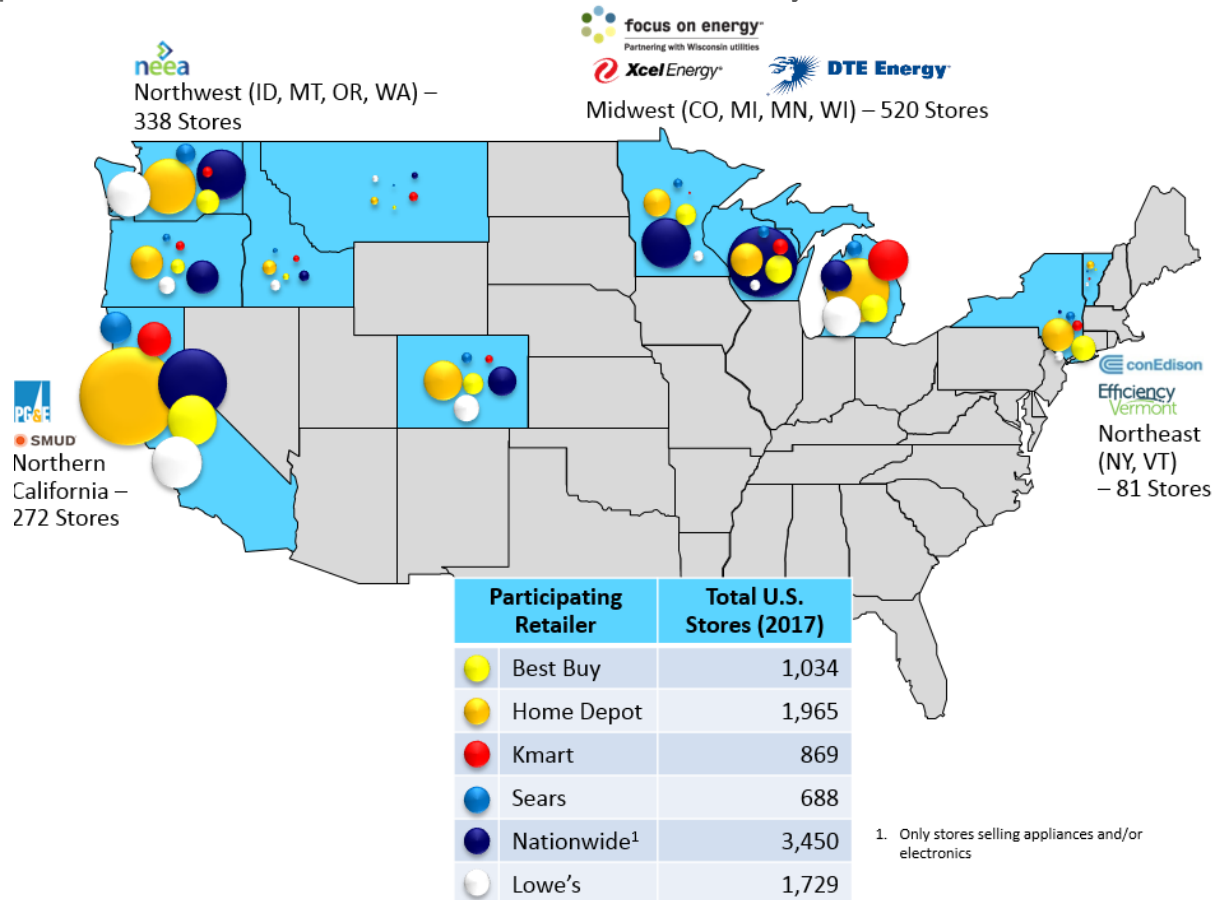 focus on energy™
Partnering with Wisconsin utilities
Xcel Energy®
DTE Energy®
neea
Northwest (ID, MT, OR, WA) –
338 Stores
Midwest (CO, MI, MN, WI) – 520 Stores
PG&E
SMUD
Northern
California –
272 Stores
conEdison
Efficiency
Vermont
Northeast
(NY, VT)
– 81 Stores
Participating Retailer
Total U.S. Stores (2017)
Best Buy 1,034
Home Depot 1,965
Kmart 869
Sears 688
Nationwide¹ 3,450
Lowe’s 1,729
1. Only stores selling appliances and/or
electronics